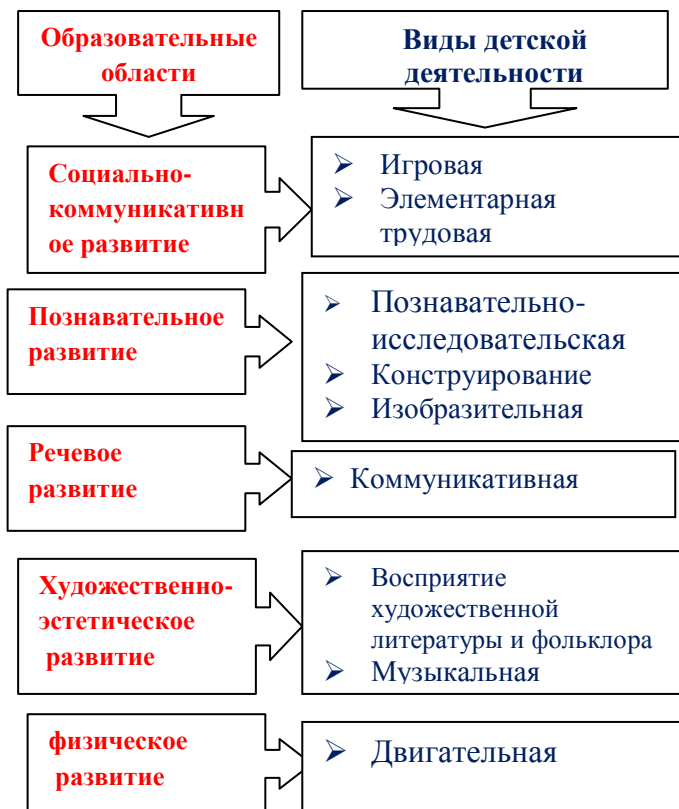 Образовательные
области
Виды детской
деятельности
Социально-
коммуникативн
ое развитие
Игровая
Элементарная
трудовая
Познавательное
развитие
Познавательно-
исследовательская
Конструирование
Изобразительная
Речевое
развитие
Коммуникативная
Художественно-
эстетическое
развитие
Восприятие
художественной
литературы и фольклора
Музыкальная
физическое
развитие
Двигательная